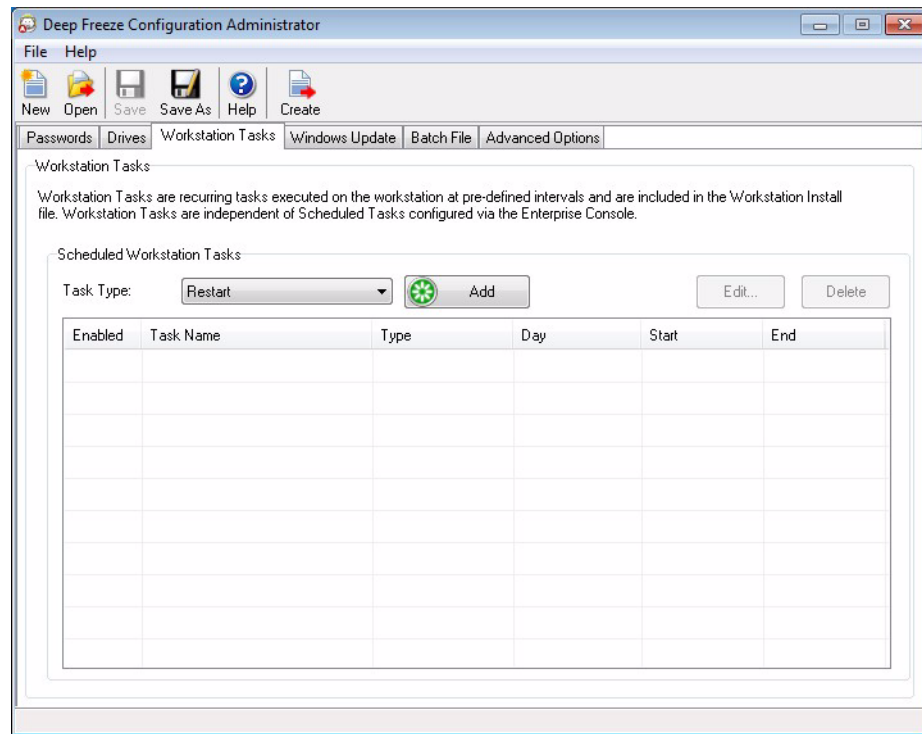 Deep Freeze Configuration Administrator
File Help
New Open Save Save As Help Create
Passwords Drives Workstation Tasks Windows Update Batch File Advanced Options
Workstation Tasks
Workstation Tasks are recurring tasks executed on the workstation at pre-defined intervals and are included in the Workstation Install
file. Workstation Tasks are independent of Scheduled Tasks configured via the Enterprise Console.
Scheduled Workstation Tasks
Task Type: Restart Add Edit... Delete
Enabled Task Name Type Day Start End